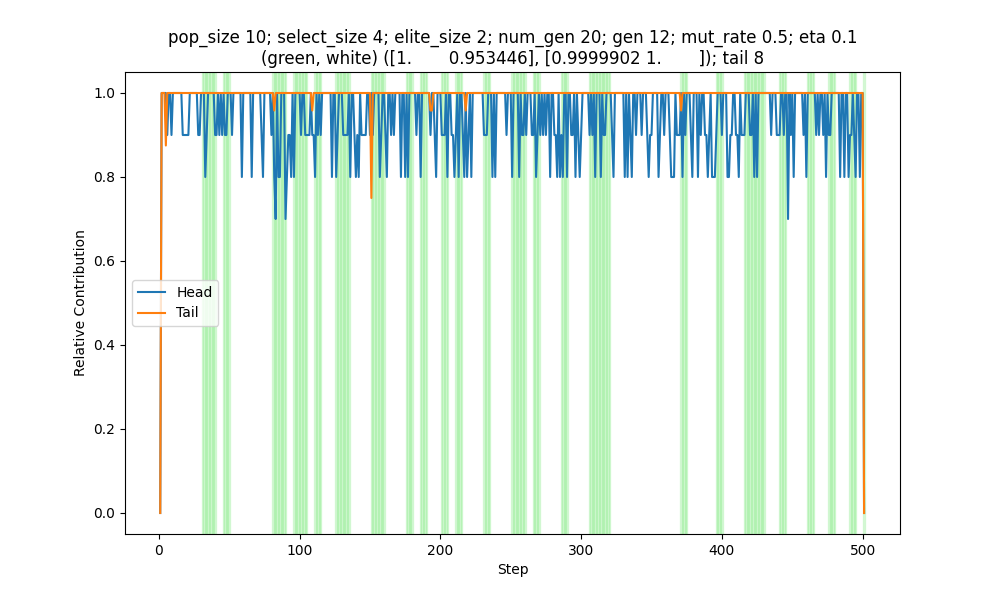 pop_size 10; select_size 4; elite_size 2; num_gen 20; gen 12; mut_rate 0.5; eta 0.1
(green, white) ([1.       0.953446], [0.9999902 1.       ]); tail 8
1.0
0.8
0.6
0.4
0.2
0.0
Relative Contribution
Head
Tail
0
100
200
300
400
500
Step